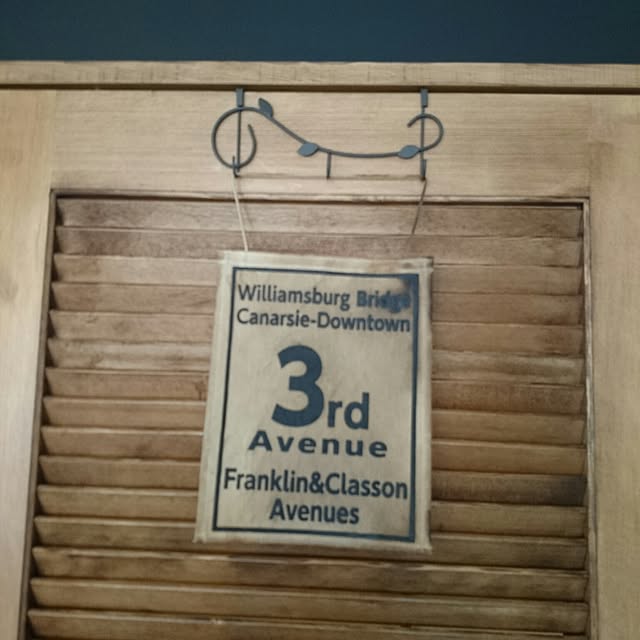 Williamsburg Bridge
Canarsie-Downtown
3rd
Avenue
Franklin&Classon
Avenues